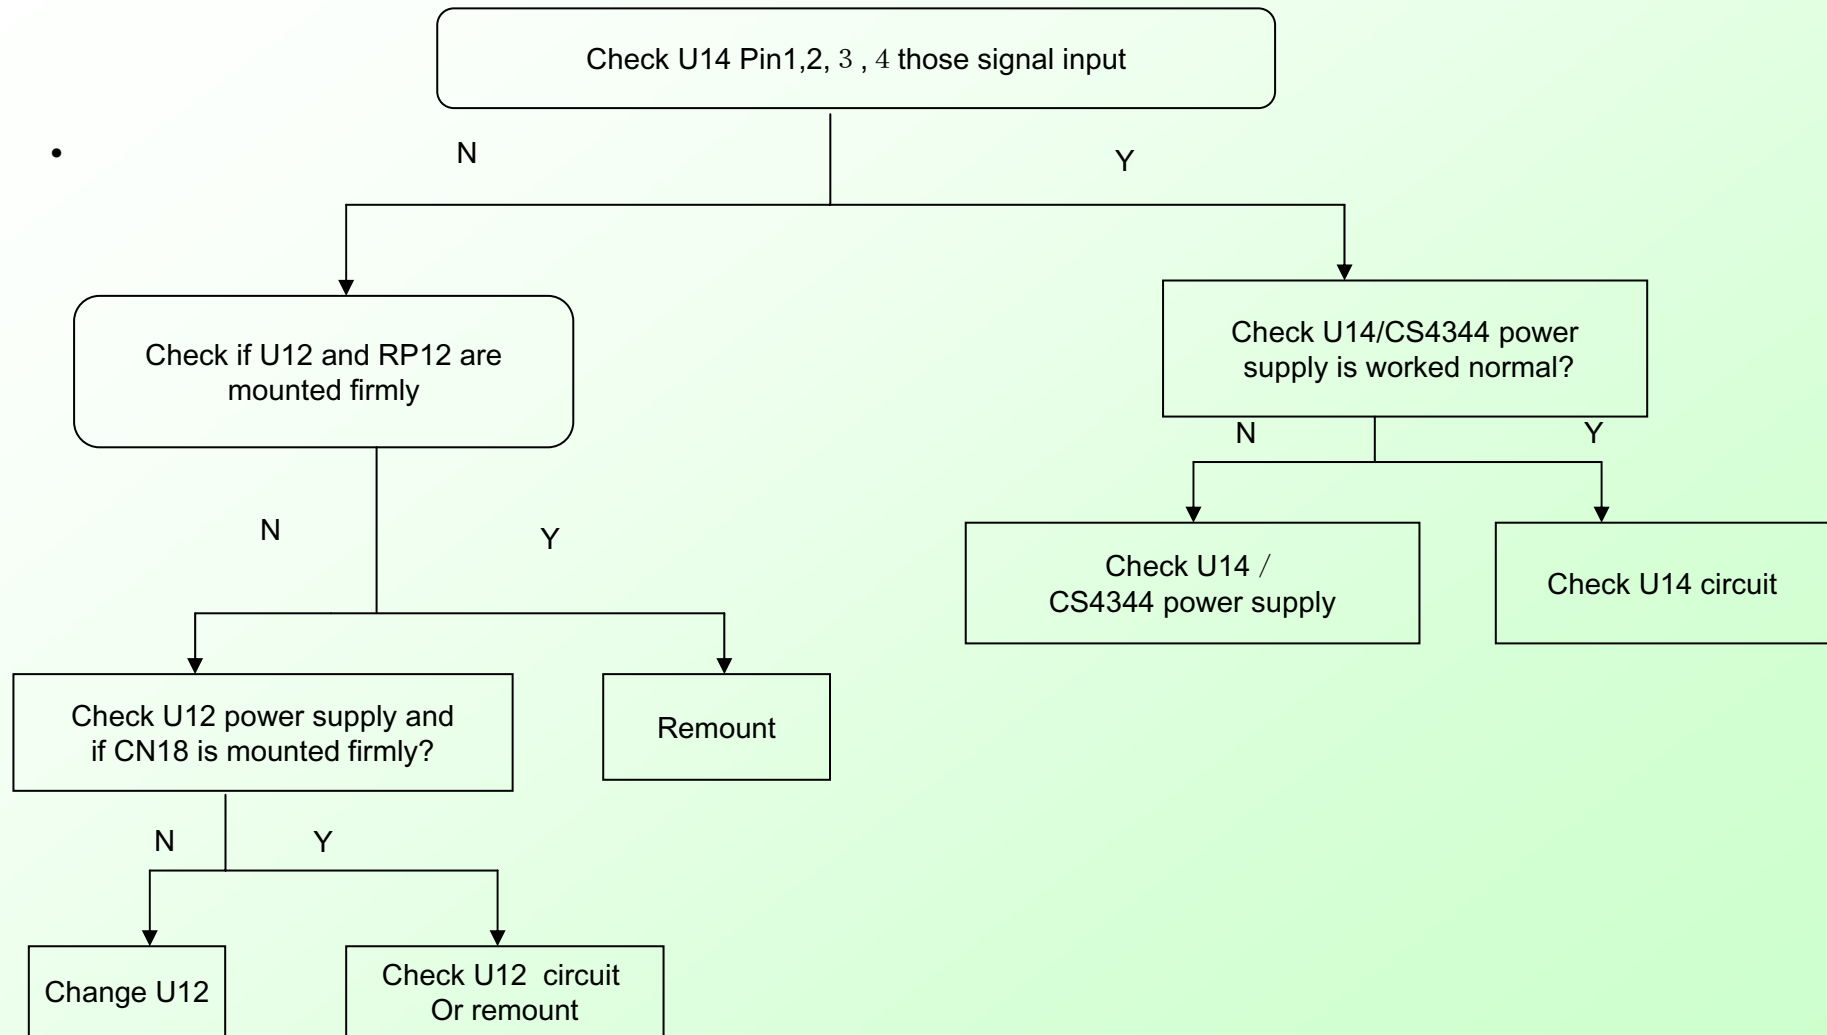 Check U14 Pin1,2, 3 , 4 those signal input
•
N
Y
Check if U12 and RP12 are
mounted firmly
Check U14/CS4344 power
supply is worked normal?
N
Y
N
Y
Check U14 /
CS4344 power supply
Check U14 circuit
Check U12 power supply and
if CN18 is mounted firmly?
Remount
N
Y
Change U12
Check U12 circuit
Or remount